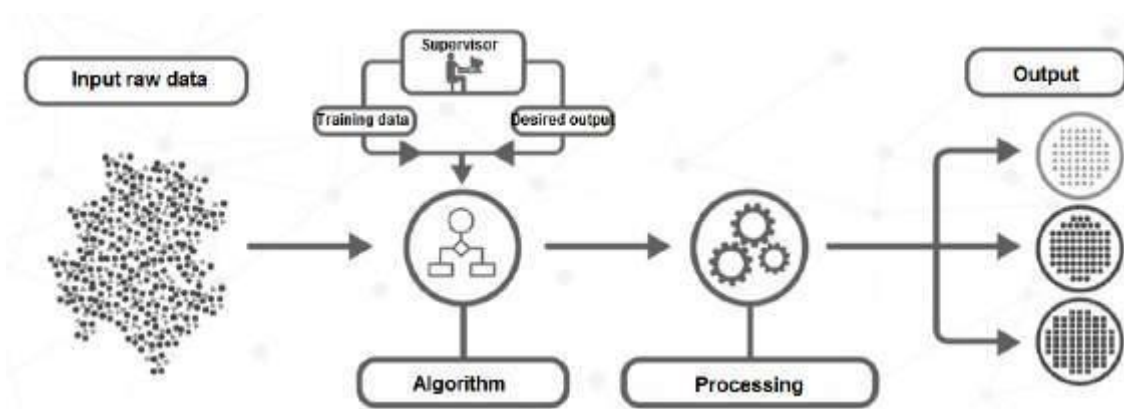 Supervisor
Input raw data
Output
Training data
Desired output
Algorithm
Processing